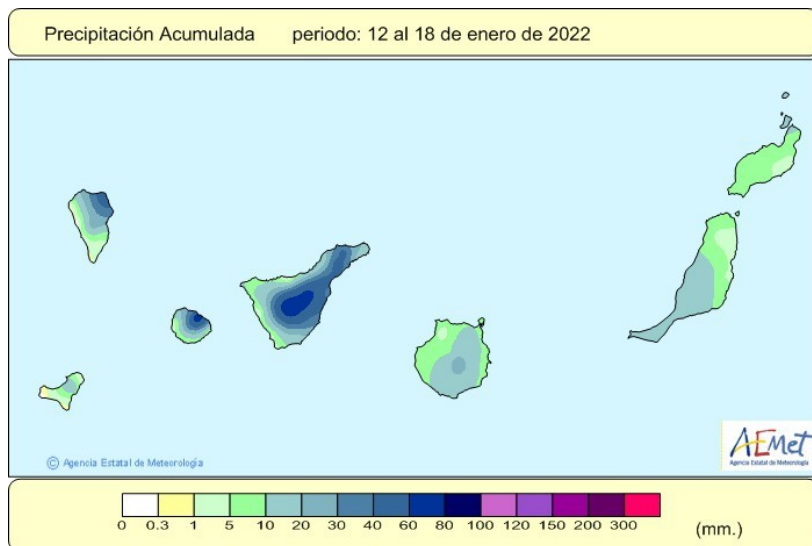 Precipitación Acumulada periodo: 12 al 18 de enero de 2022
AEMet
Agencia Estatal de Meteorología
© Agencia Estatal de Meteorología
0 0.3 1 5 10 20 30 40 60 80 100 120 150 200 300
(mm.)